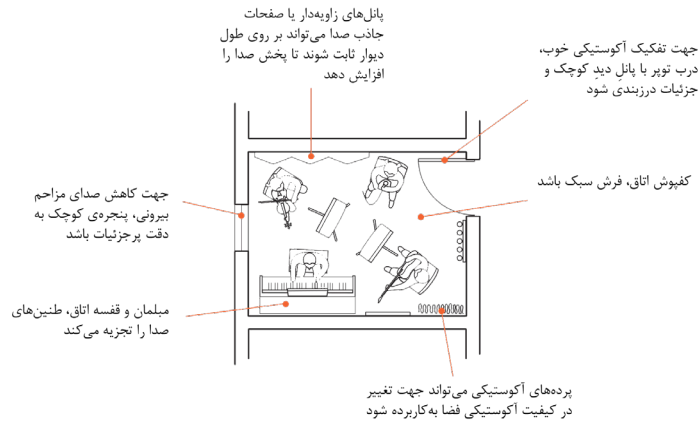 پانل‌های زاویه‌دار یا صفحات
جاذب صدا می‌تواند بر روی طول
دیوار ثابت شوند تا پخش صدا را
افزایش دهد
جهت تفکیک آکوستیکی خوب،
درب توپر با پانلِ دیدِ کوچک و
جزئیات درزبندی شود
کفپوش اتاق، فرش سبک باشد
جهت کاهش صدای مزاحم
بیرونی، پنجره‌ی کوچک به
دقت پرجزئیات باشد
مبلمان و قفسه اتاق، طنین‌های
صدا را تجزیه می‌کند
پرده‌های آکوستیکی می‌تواند جهت تغییر
در کیفیت آکوستیکی فضا به‌کاربرده شود